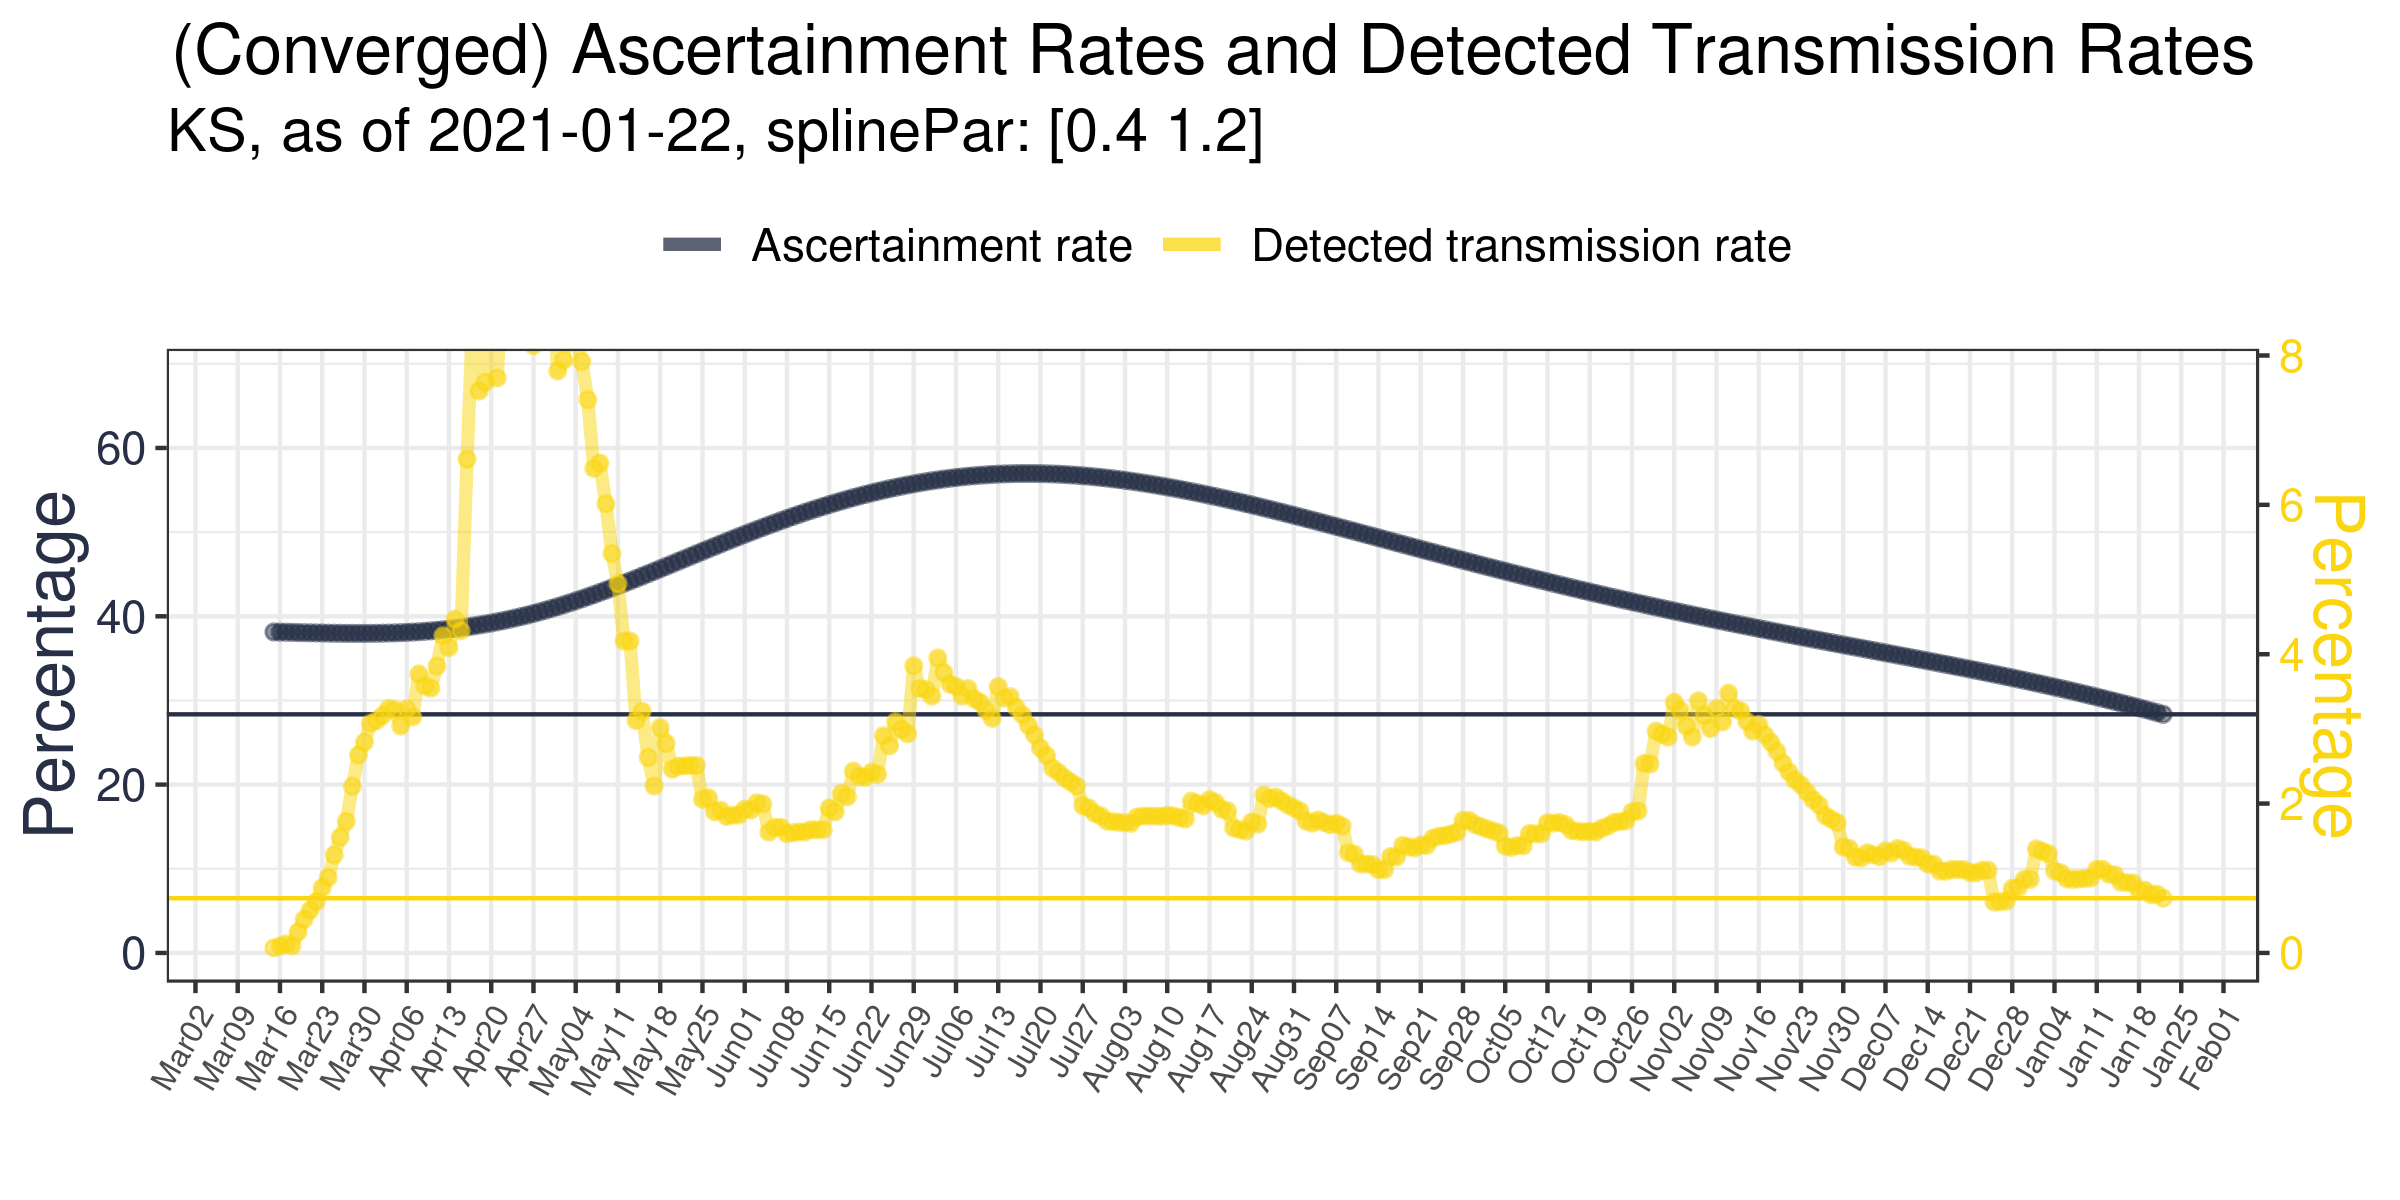 (Converged) Ascertainment Rates and Detected Transmission Rates
KS, as of 2021-01-22, splinePar: [0.4 1.2]
Ascertainment rate Detected transmission rate
Percentage
60
40
20
0
8
6
4
2
0
Percentage
Mar02 Mar09 Mar16 Mar23 Mar30 Apr06 Apr13 Apr20 Apr27 May04 May11 May18 May25 Jun01 Jun08 Jun15 Jun22 Jun29 Jul06 Jul13 Jul20 Jul27 Aug03 Aug10 Aug17 Aug24 Aug31 Sep07 Sep14 Sep21 Sep28 Oct05 Oct12 Oct19 Oct26 Nov02 Nov09 Nov16 Nov23 Nov30 Dec07 Dec14 Dec21 Dec28 Jan04 Jan11 Jan18 Jan25 Feb01